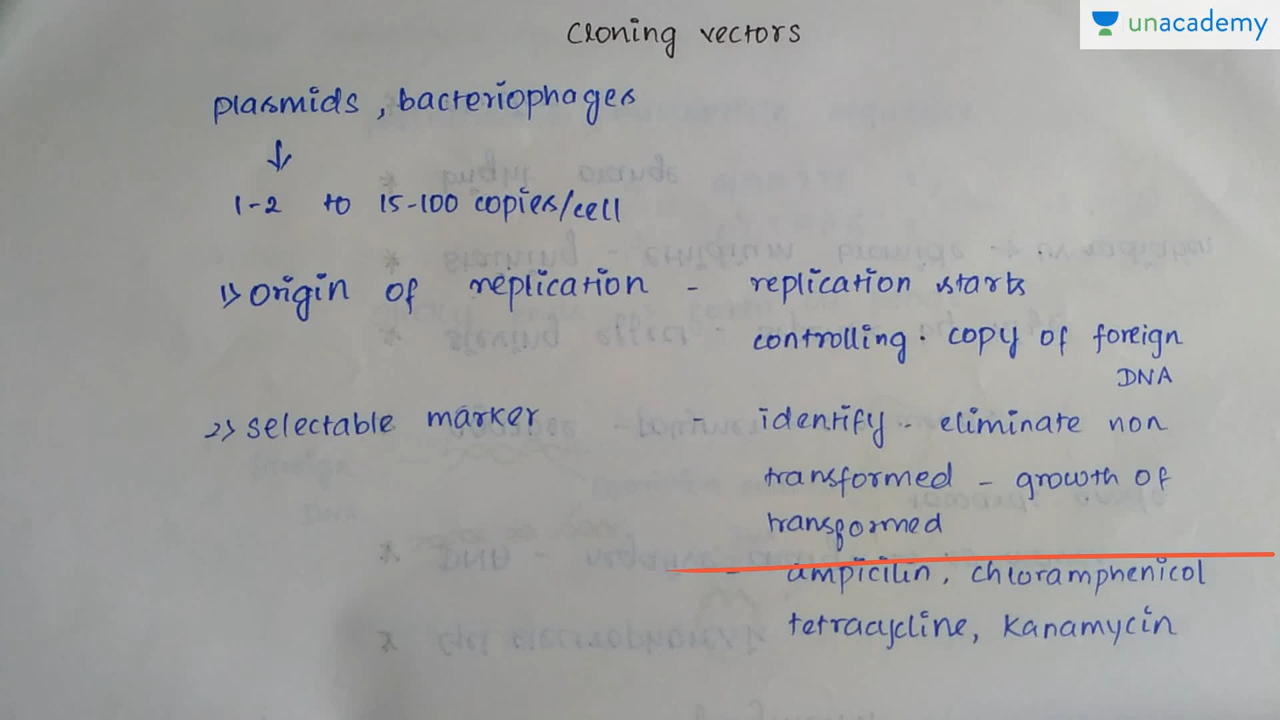 unacademy
Cloning vectors
plasmids , bacteriophages
↓
1-2 to 15-100 copies/cell
1> Origin of replication - replication starts
controlling . copy of foreign
DNA
2> selectable marker - identify - eliminate non
transformed - growth of
transformed
- ampicilin, chloramphenicol
tetracycline, kanamycin